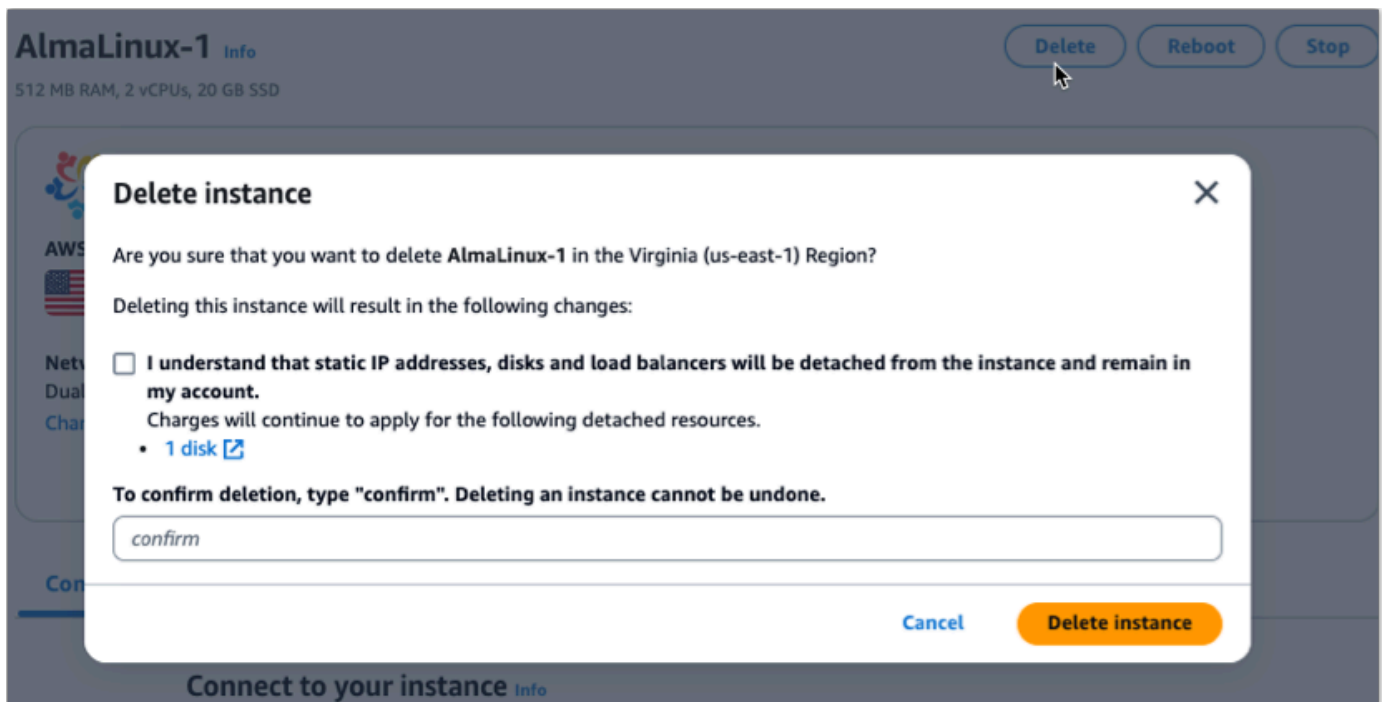 AlmaLinux-1 Info
Delete
Reboot
Stop
512 MB RAM, 2 vCPUs, 20 GB SSD
Delete instance
AWS
Are you sure that you want to delete AlmaLinux-1 in the Virginia (us-east-1) Region?
Deleting this instance will result in the following changes:
I understand that static IP addresses, disks and load balancers will be detached from the instance and remain in
my account.
Dual
Charges will continue to apply for the following detached resources.
• 1 disk
To confirm deletion, type "confirm". Deleting an instance cannot be undone.
confirm
Cancel
Delete instance
Connect to your instance Info